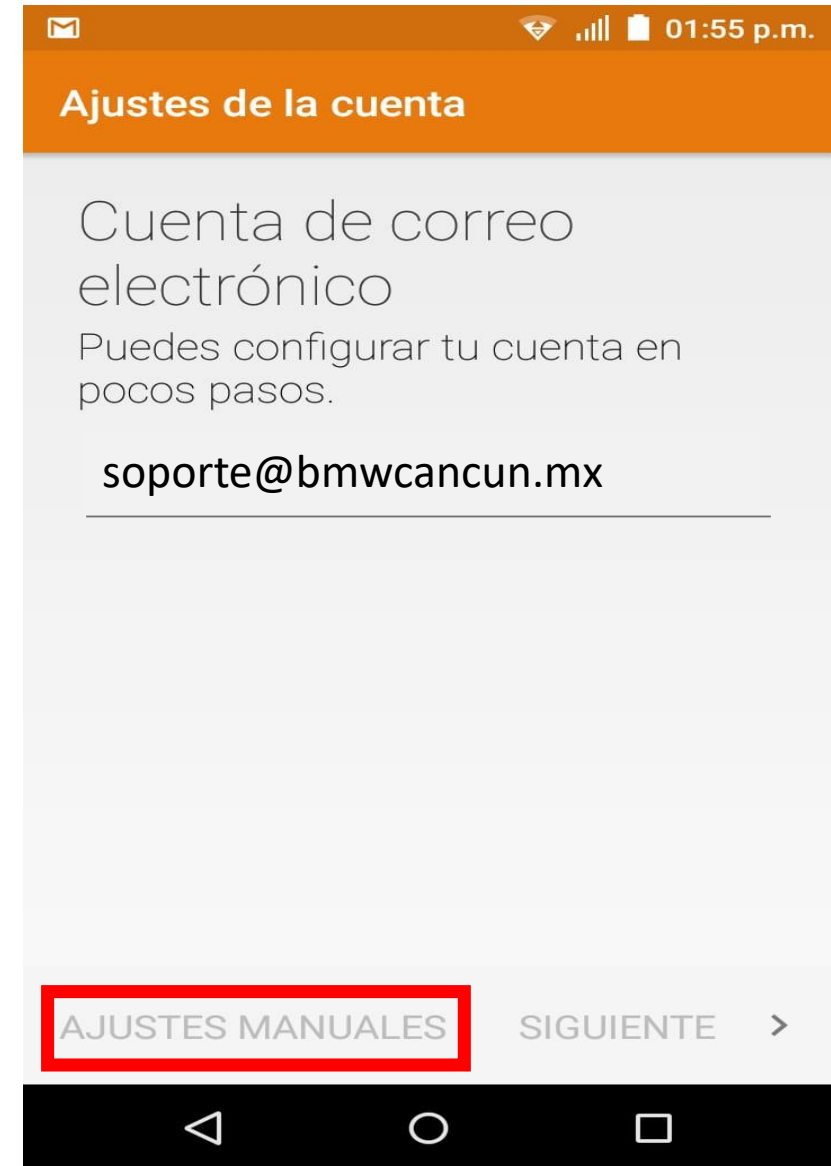 01:55 p.m.
Ajustes de la cuenta
Cuenta de correo
electrónico
Puedes configurar tu cuenta en
pocos pasos.
soporte@bmwcancun.mx
AJUSTES MANUALES SIGUIENTE >